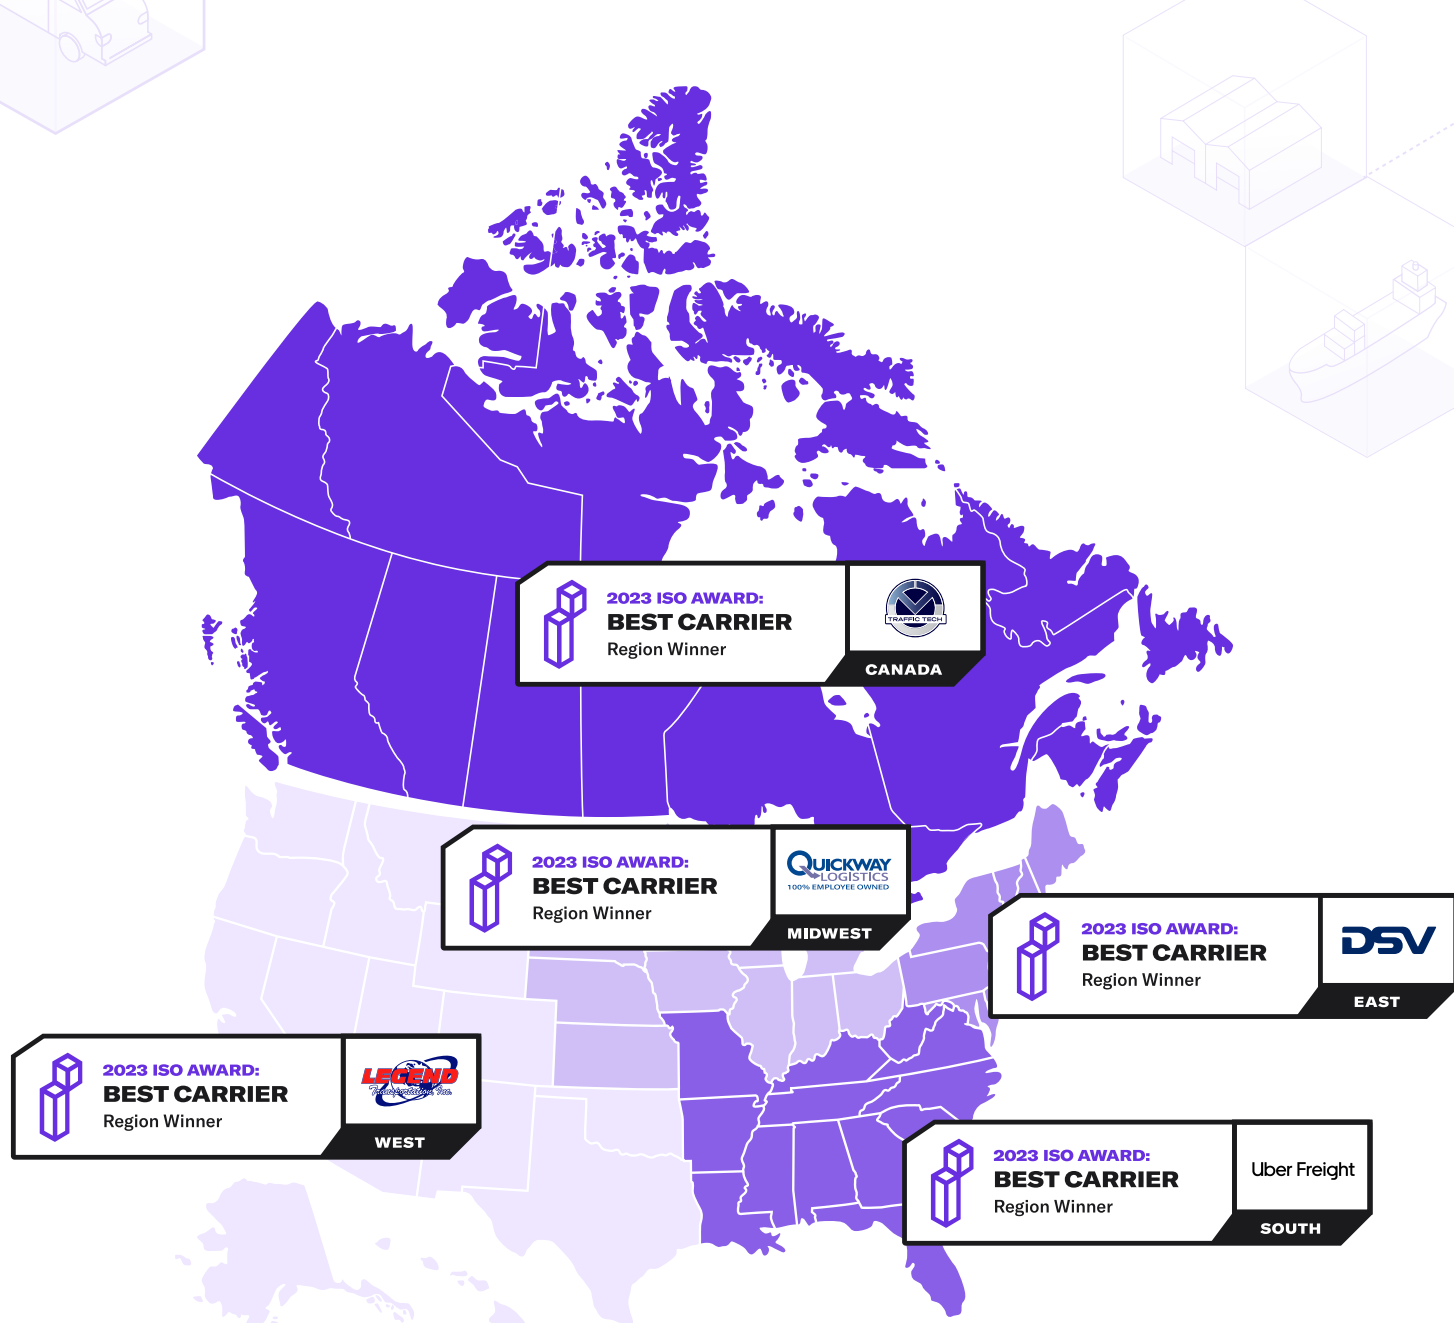 2023 ISO AWARD:
BEST CARRIER
Region Winner
TRAFFIC TECH
CANADA
2023 ISO AWARD:
BEST CARRIER
Region Winner
QUICKWAY
LOGISTICS
100% EMPLOYEE OWNED
MIDWEST
2023 ISO AWARD:
BEST CARRIER
Region Winner
DSV
EAST
2023 ISO AWARD:
BEST CARRIER
Region Winner
LEGEND
Transportation, Inc.
WEST
2023 ISO AWARD:
BEST CARRIER
Region Winner
Uber Freight
SOUTH